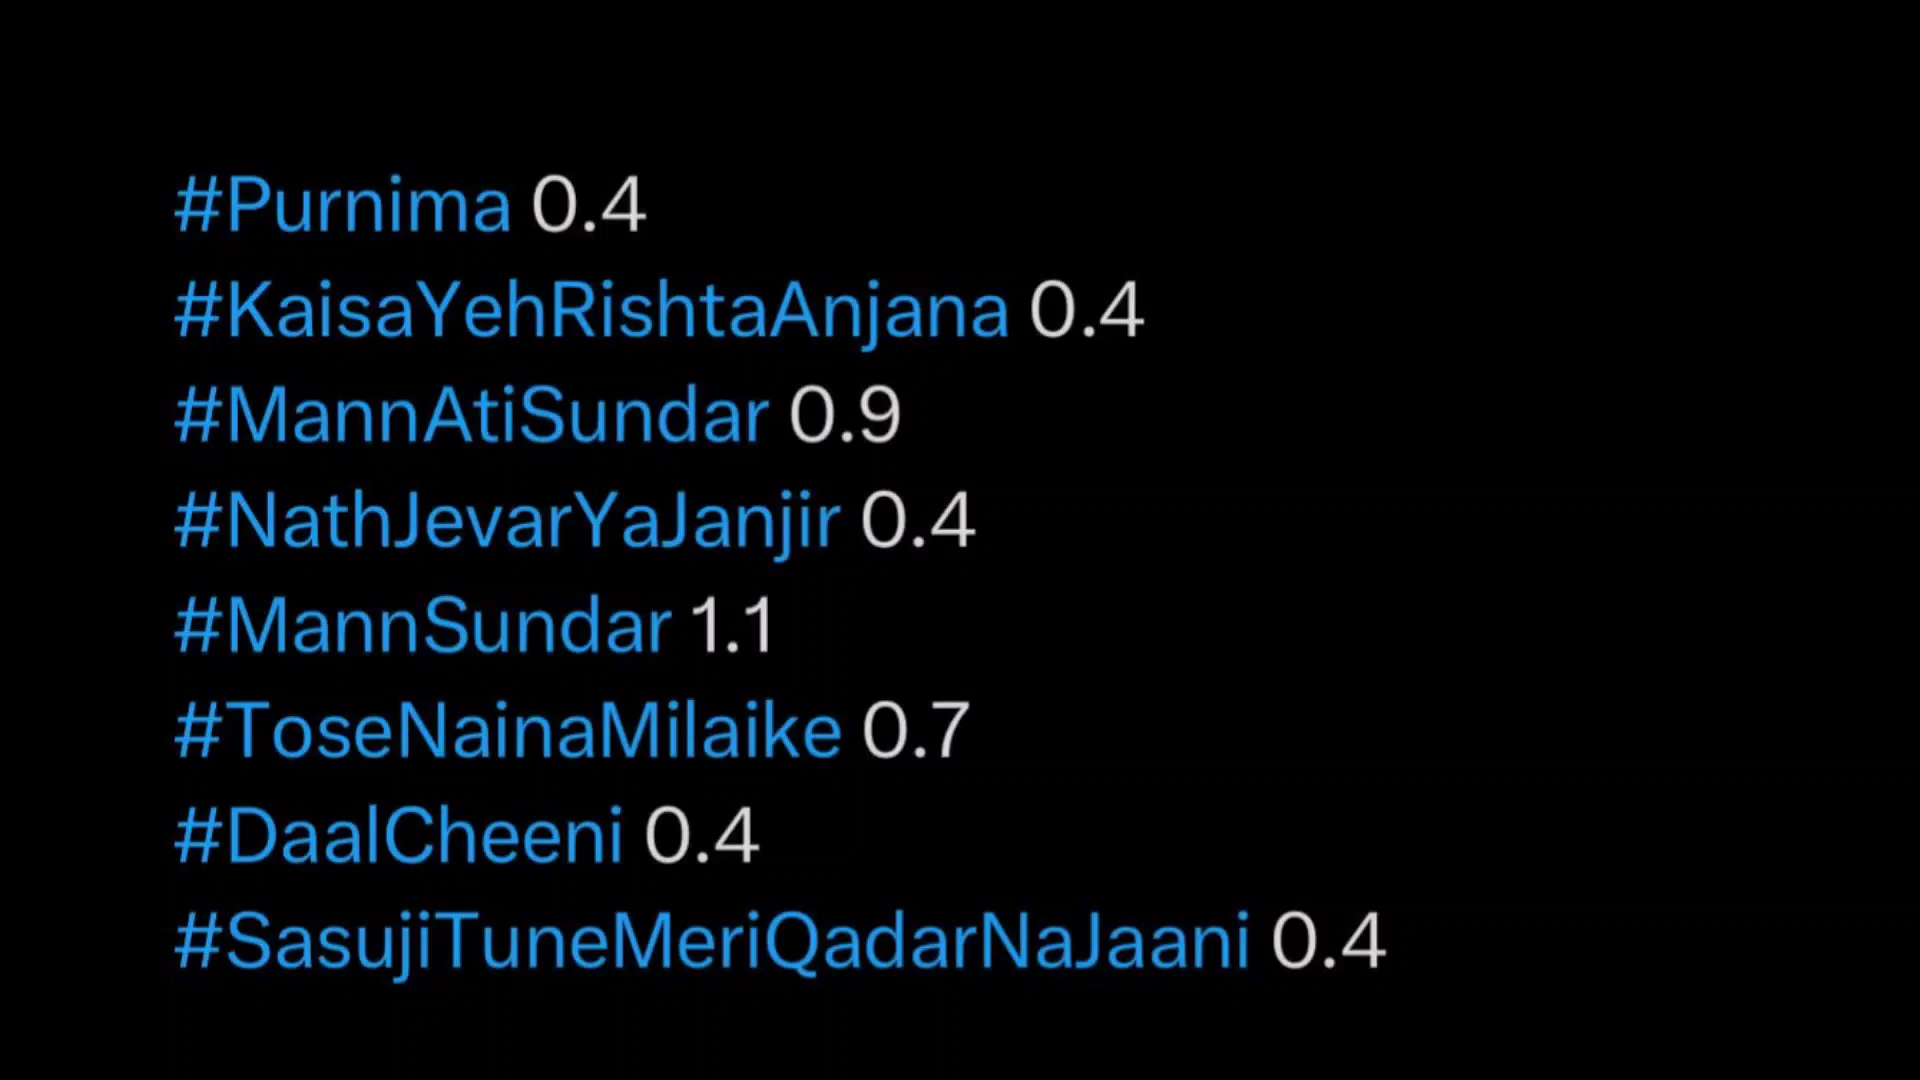 #Purnima 0.4
#KaisaYehRishtaAnjana 0.4
#MannAtiSundar 0.9
#NathJevarYaJanjir 0.4
#MannSundar 1.1
#ToseNainaMilaike 0.7
#DaalCheeni 0.4
#SasujiTuneMeriQadarNaJaani 0.4